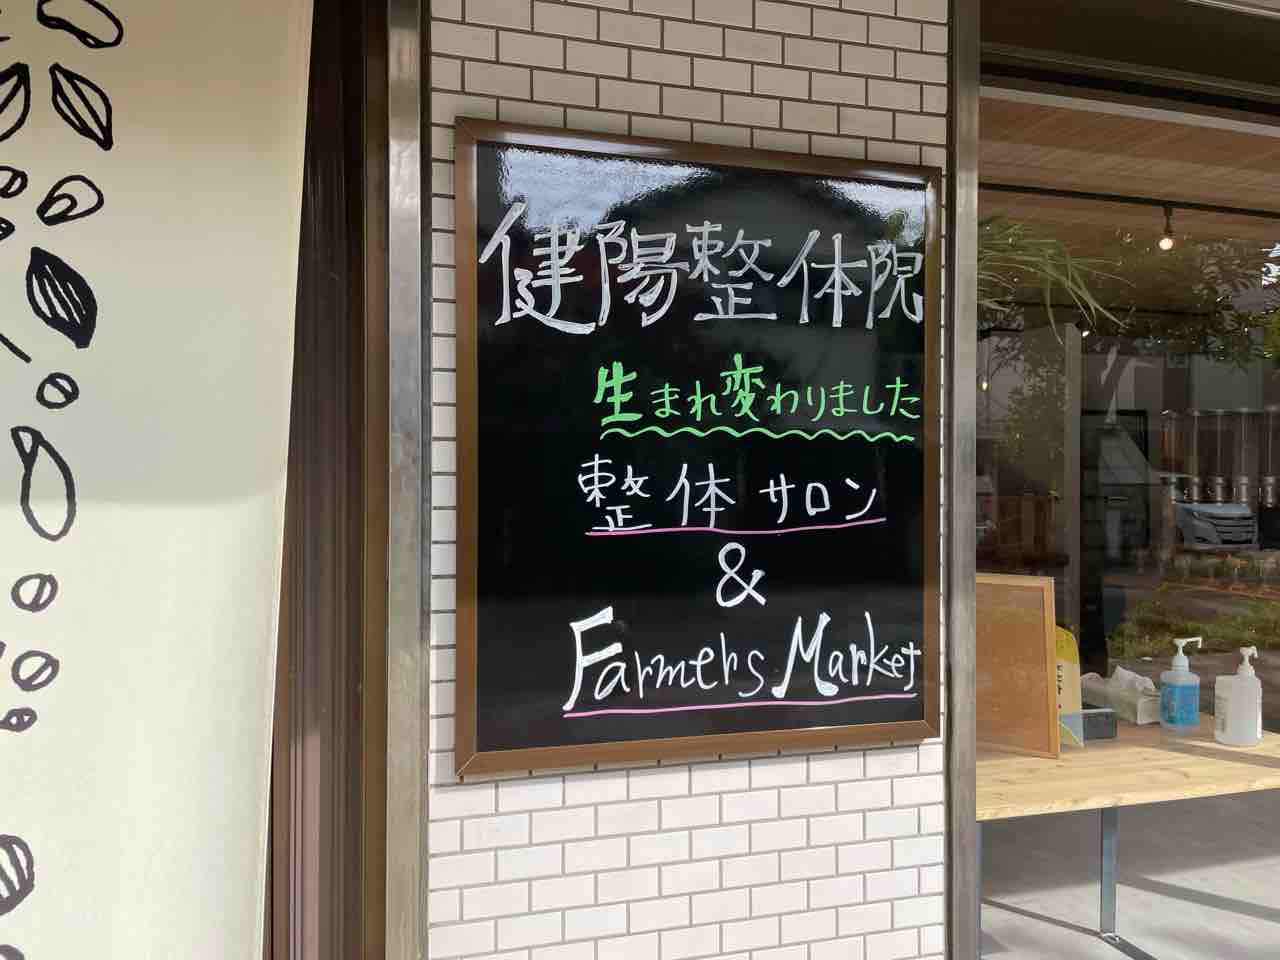 健陽整体院
生まれ変わりました
整体サロン
&
Farmers Market